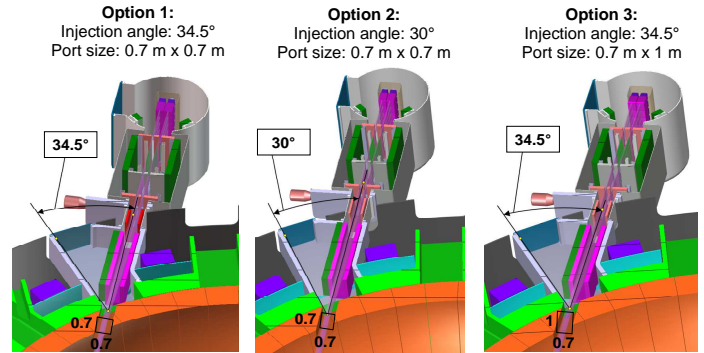 Option 1:
Injection angle: 34.5°
Port size: 0.7 m x 0.7 m
34.5°
0.7
0.7
Option 2:
Injection angle: 30°
Port size: 0.7 m x 0.7 m
30°
0.7
0.7
Option 3:
Injection angle: 34.5°
Port size: 0.7 m x 1 m
34.5°
1
0.7